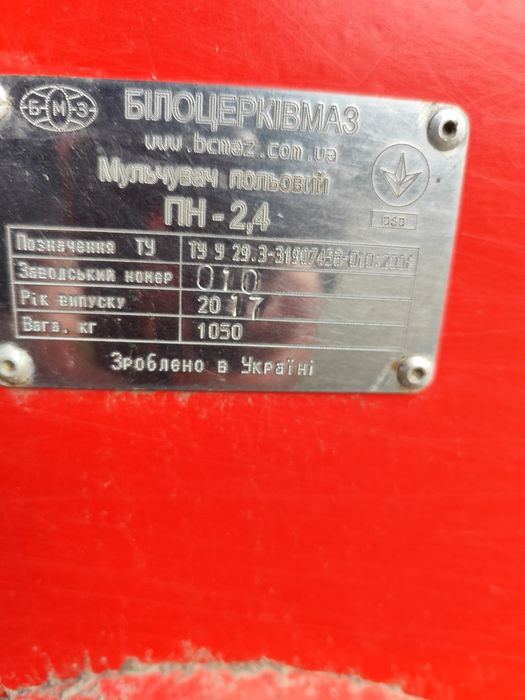 Б М З
БІЛОЦЕРКІВМАЗ
www.bcmaz.com.ua
Мульчувач польовий
ПН - 2,4
Позначення ТУ ТУ У 29.3-31907458-010:2006
Заводський номер 010
Рік випуску 2017
Вага, кг 1050
Зроблено в Україні